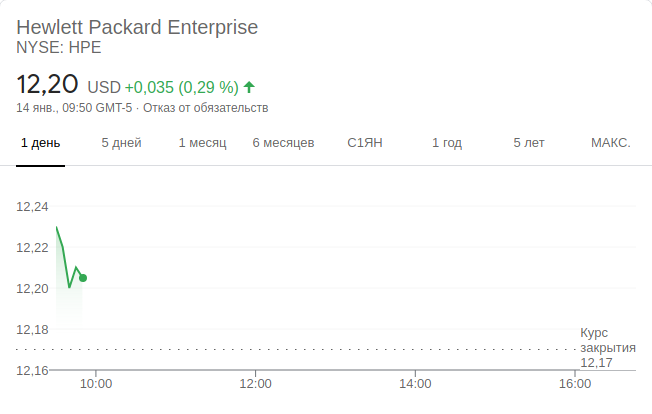 Hewlett Packard Enterprise
NYSE: HPE
12,20 USD +0,035 (0,29 %)
14 янв., 09:50 GMT-5 · Отказ от обязательств
1 день 5 дней 1 месяц 6 месяцев С1ЯН 1 год 5 лет МАКС.
12,24
12,22
12,20
12,18
Курс
закрытия
12,17
12,16
10:00 12:00 14:00 16:00